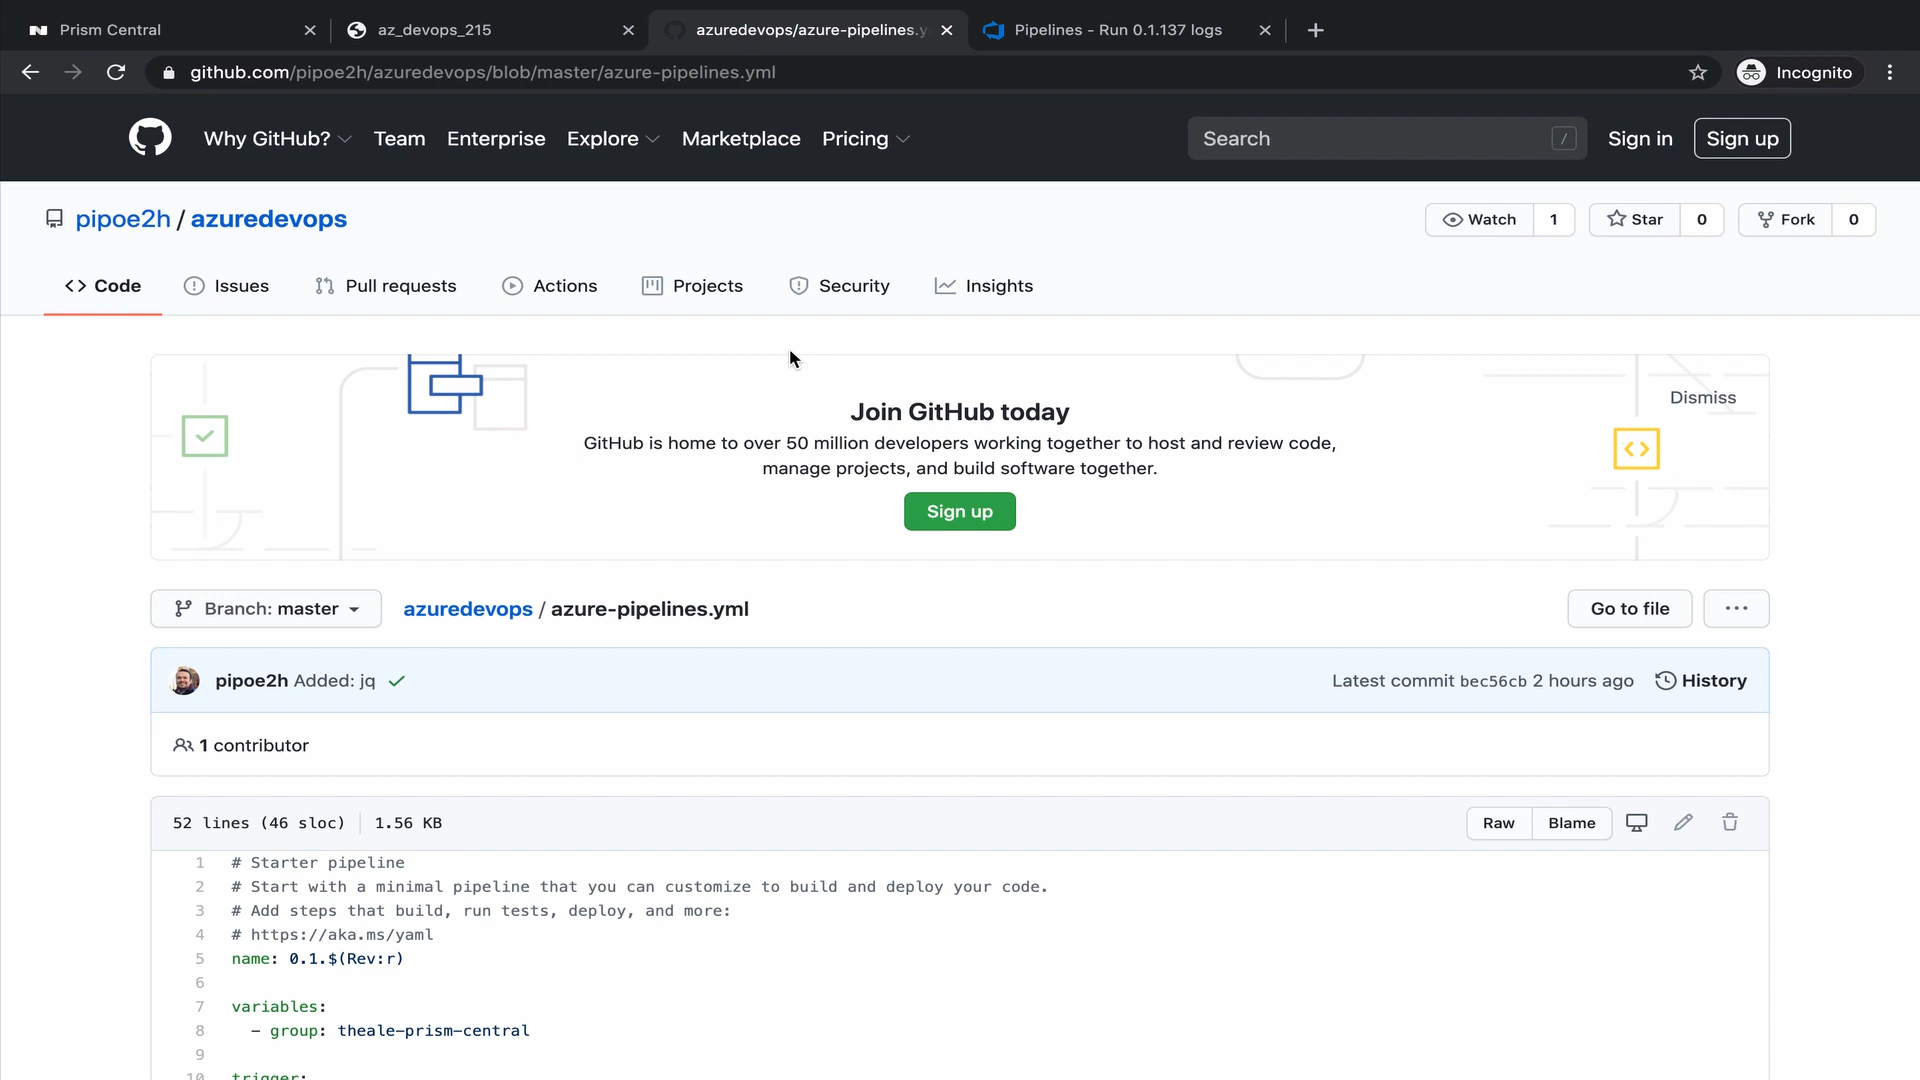 Prism Central
az_devops_215
azuredevops/azure-pipelines.y
Pipelines - Run 0.1.137 logs
github.com/pipoe2h/azuredevops/blob/master/azure-pipelines.yml
Incognito
Why GitHub?
Team
Enterprise
Explore
Marketplace
Pricing
Search
/
Sign in
Sign up
pipoe2h / azuredevops
Watch 1
Star 0
Fork 0
Code
Issues
Pull requests
Actions
Projects
Security
Insights
Dismiss
Join GitHub today
GitHub is home to over 50 million developers working together to host and review code,
manage projects, and build software together.
Sign up
Branch: master
azuredevops / azure-pipelines.yml
Go to file
pipoe2h Added: jq
Latest commit bec56cb 2 hours ago
History
1 contributor
52 lines (46 sloc)
1.56 KB
Raw
Blame
1 # Starter pipeline
2 # Start with a minimal pipeline that you can customize to build and deploy your code.
3 # Add steps that build, run tests, deploy, and more:
4 # https://aka.ms/yaml
5 name: 0.1.$(Rev:r)
6
7 variables:
8 - group: theale-prism-central
9
10 trigger: